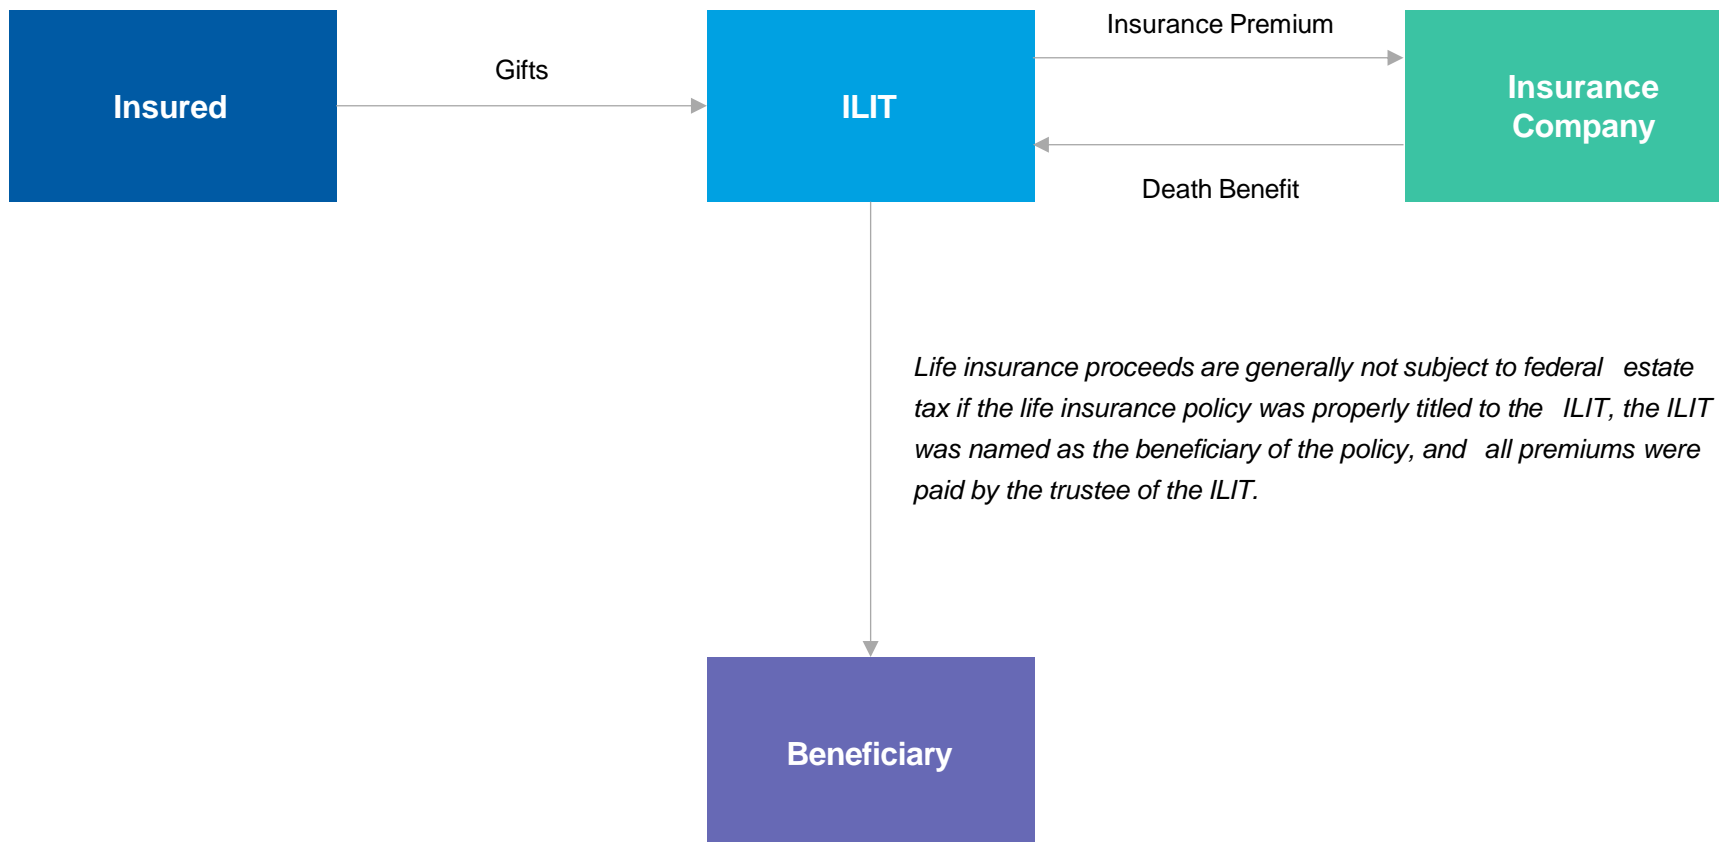 Insurance Premium
Gifts
Insured
ILIT
Insurance
Company
Death Benefit
Life insurance proceeds are generally not subject to federal estate
tax if the life insurance policy was properly titled to the ILIT, the ILIT
was named as the beneficiary of the policy, and all premiums were
paid by the trustee of the ILIT.
Beneficiary